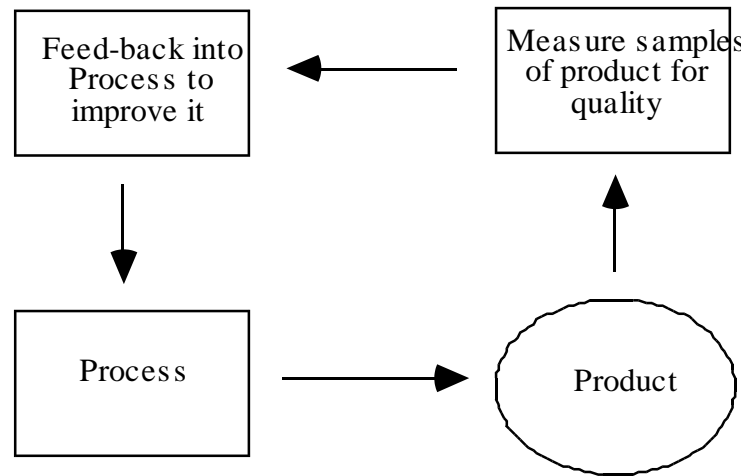 Feed-back into
Process to
improve it
Measure samples
of product for
quality
Process
Product